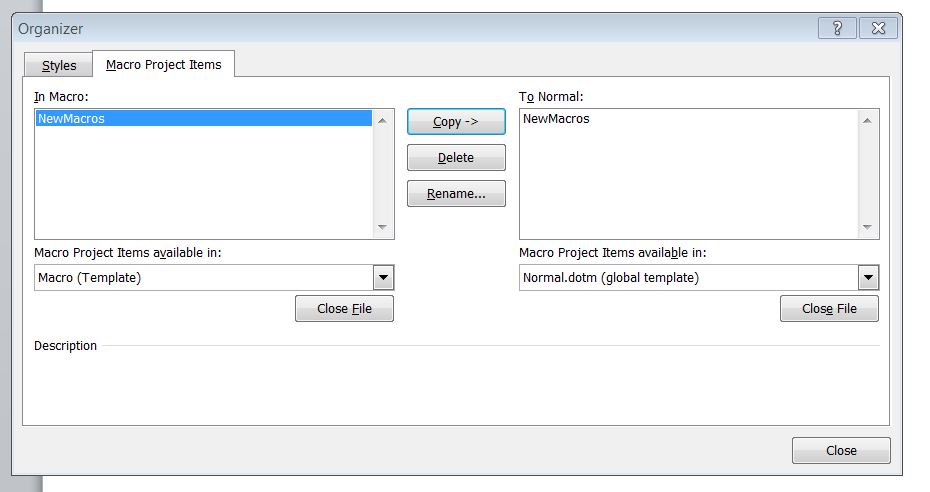 Organizer
?
Styles
Macro Project Items
In Macro:
NewMacros
Copy ->
Delete
Rename...
To Normal:
NewMacros
Macro Project Items available in:
Macro (Template)
Close File
Macro Project Items available in:
Normal.dotm (global template)
Close File
Description
Close